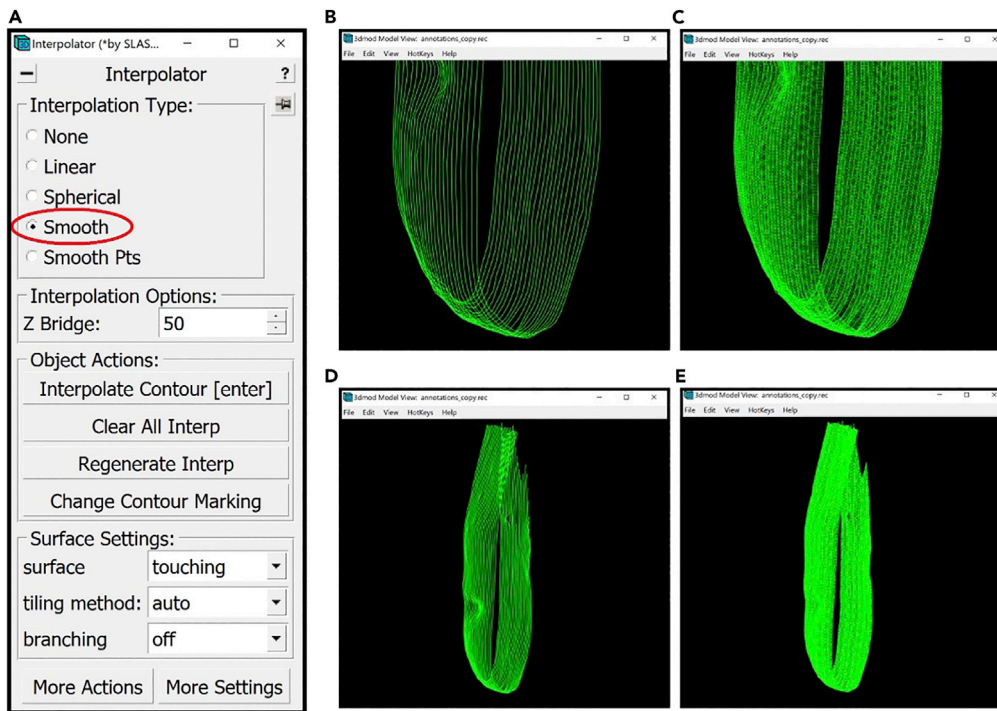 A
Interpolator (*by SLAS...
Interpolator
?
Interpolation Type:
None
Linear
Spherical
Smooth
Smooth Pts
Interpolation Options:
Z Bridge: 50
Object Actions:
Interpolate Contour [enter]
Clear All Interp
Regenerate Interp
Change Contour Marking
Surface Settings:
surface touching
tiling method: auto
branching off
More Actions More Settings
B
3dmod Model View: annotations_copy.rec
File Edit View HotKeys Help
C
3dmod Model View: annotations_copy.rec
File Edit View HotKeys Help
D
3dmod Model View: annotations_copy.rec
File Edit View HotKeys Help
E
3dmod Model View: annotations_copy.rec
File Edit View HotKeys Help